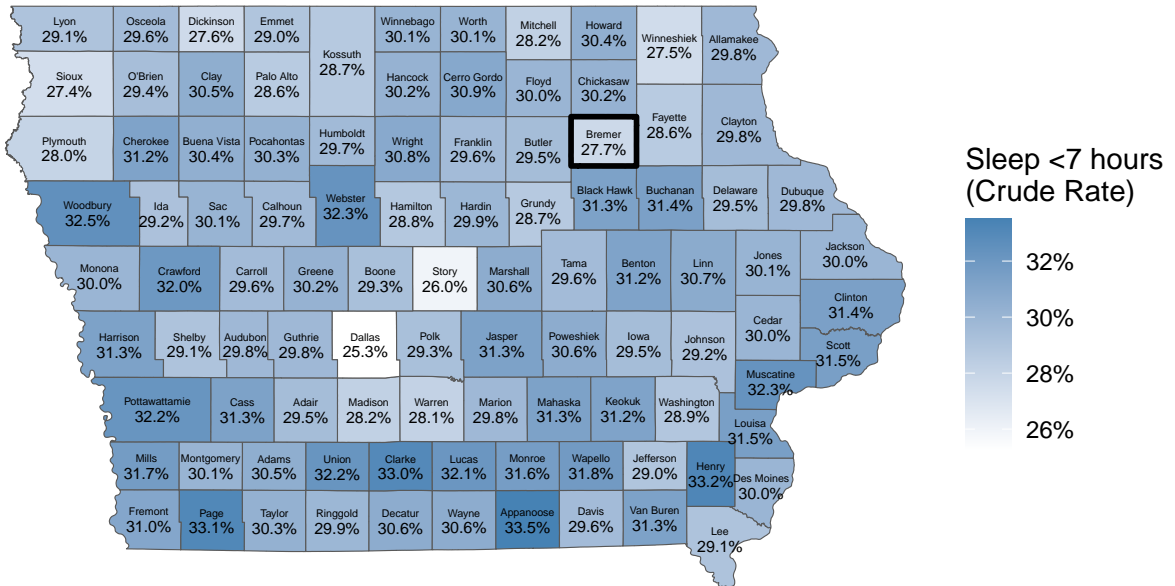 Lyon
29.1%
Osceola
29.6%
Dickinson
27.6%
Emmet
29.0%
Kossuth
28.7%
Winnebago
30.1%
Worth
30.1%
Mitchell
28.2%
Howard
30.4%
Winneshiek
27.5%
Allamakee
29.8%
Sioux
27.4%
O'Brien
29.4%
Clay
30.5%
Palo Alto
28.6%
Hancock
30.2%
Cerro Gordo
30.9%
Floyd
30.0%
Chickasaw
30.2%
Plymouth
28.0%
Cherokee
31.2%
Buena Vista
30.4%
Pocahontas
30.3%
Humboldt
29.7%
Wright
30.8%
Franklin
29.6%
Butler
29.5%
Bremer
27.7%
Fayette
28.6%
Clayton
29.8%
Woodbury
32.5%
Ida
29.2%
Sac
30.1%
Calhoun
29.7%
Webster
32.3%
Hamilton
28.8%
Hardin
29.9%
Grundy
28.7%
Black Hawk
31.3%
Buchanan
31.4%
Delaware
29.5%
Dubuque
29.8%
Monona
30.0%
Crawford
32.0%
Carroll
29.6%
Greene
30.2%
Boone
29.3%
Story
26.0%
Marshall
30.6%
Tama
29.6%
Benton
31.2%
Linn
30.7%
Jones
30.1%
Jackson
30.0%
Clinton
31.4%
Harrison
31.3%
Shelby
29.1%
Audubon
29.8%
Guthrie
29.8%
Dallas
25.3%
Polk
29.3%
Jasper
31.3%
Poweshiek
30.6%
Iowa
29.5%
Johnson
29.2%
Cedar
30.0%
Scott
31.5%
Muscatine
32.3%
Pottawattamie
32.2%
Cass
31.3%
Adair
29.5%
Madison
28.2%
Warren
28.1%
Marion
29.8%
Mahaska
31.3%
Keokuk
31.2%
Washington
28.9%
Louisa
31.5%
Mills
31.7%
Montgomery
30.1%
Adams
30.5%
Union
32.2%
Clarke
33.0%
Lucas
32.1%
Monroe
31.6%
Wapello
31.8%
Jefferson
29.0%
Henry
33.2%
Des Moines
30.0%
Fremont
31.0%
Page
33.1%
Taylor
30.3%
Ringgold
29.9%
Decatur
30.6%
Wayne
30.6%
Appanoose
33.5%
Davis
29.6%
Van Buren
31.3%
Lee
29.1%
Sleep <7 hours
(Crude Rate)
32%
30%
28%
26%